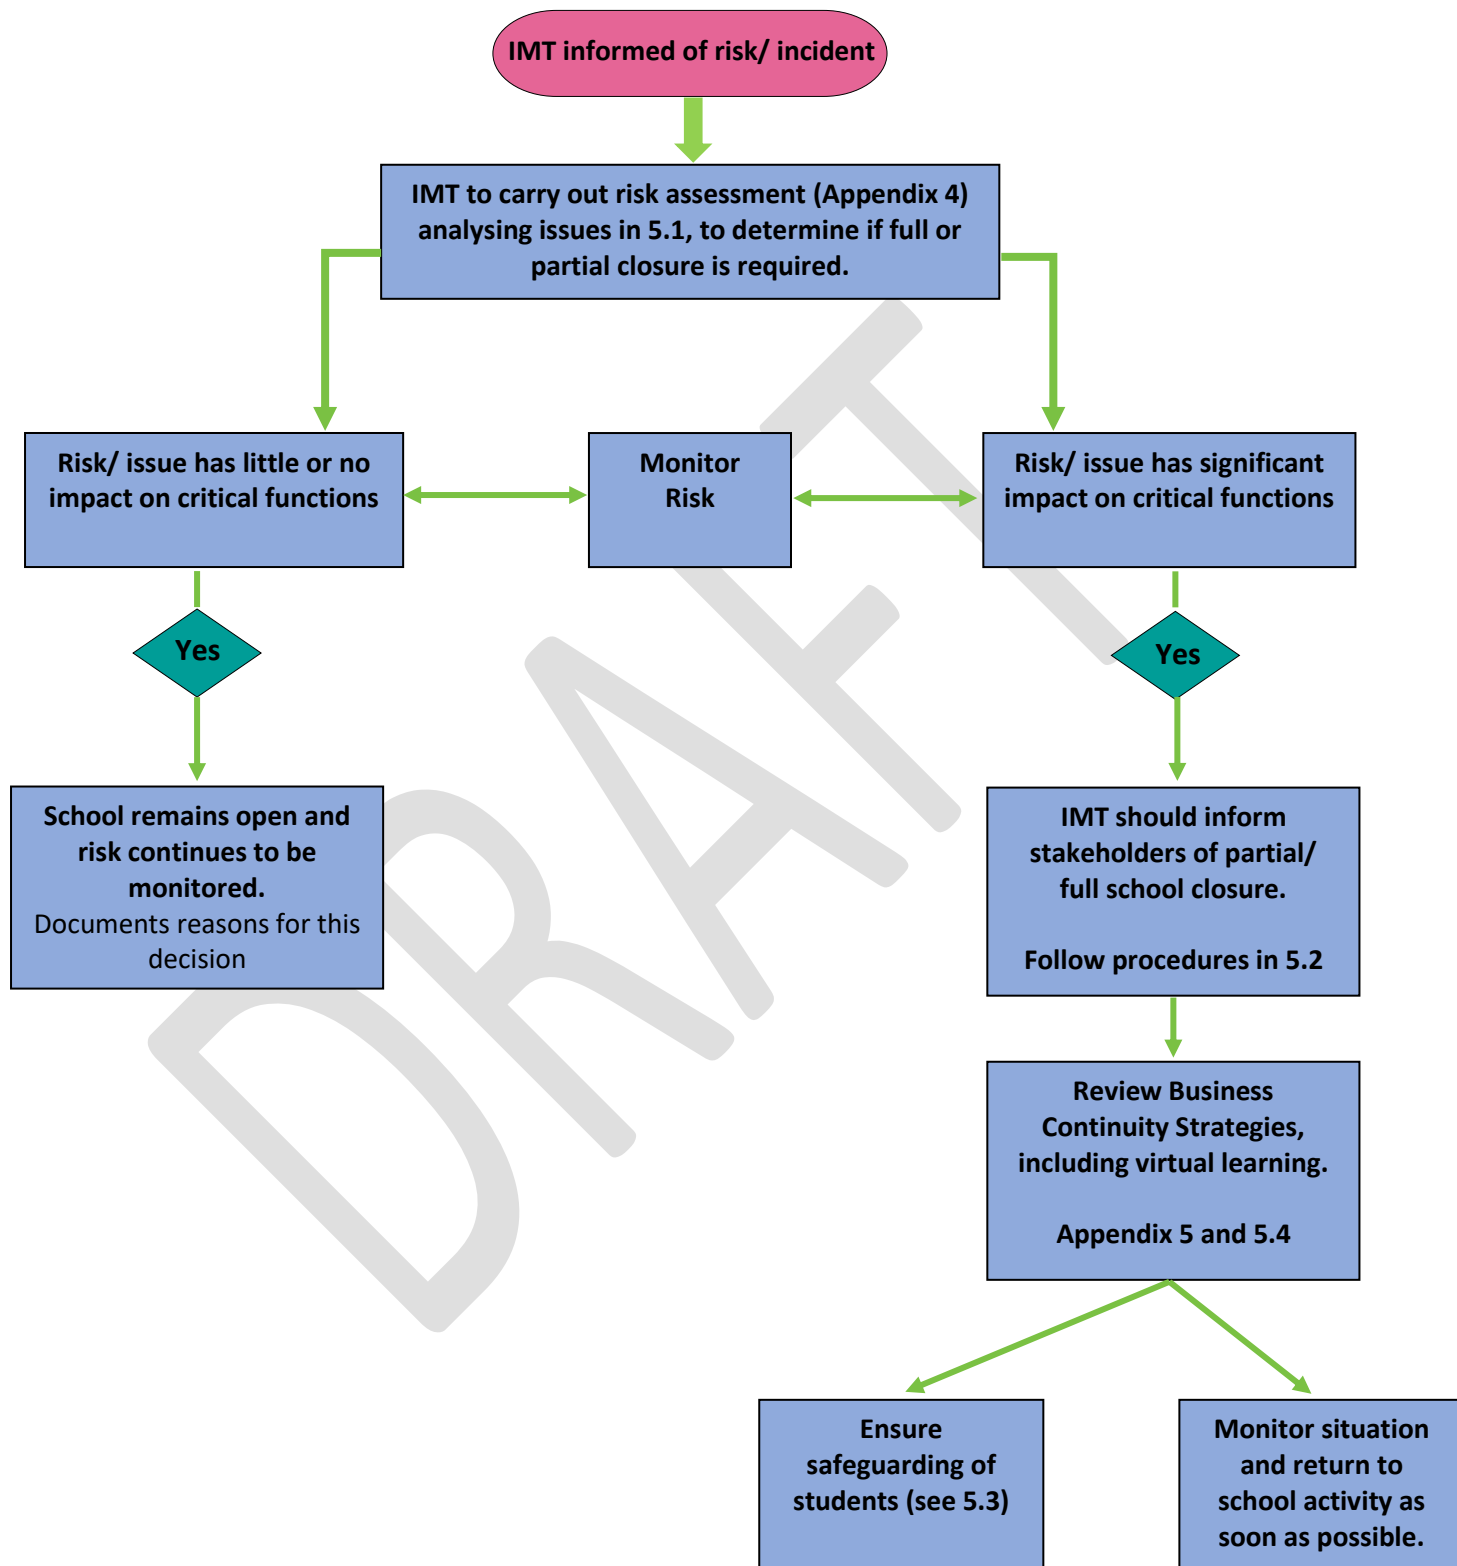 IMT informed of risk/ incident
IMT to carry out risk assessment (Appendix 4)
analysing issues in 5.1, to determine if full or
partial closure is required.
Risk/ issue has little or no
impact on critical functions
Monitor
Risk
Risk/ issue has significant
impact on critical functions
Yes
Yes
School remains open and
risk continues to be
monitored.
Documents reasons for this
decision
IMT should inform
stakeholders of partial/
full school closure.
Follow procedures in 5.2
Review Business
Continuity Strategies,
including virtual learning.
Appendix 5 and 5.4
Ensure
safeguarding of
students (see 5.3)
Monitor situation
and return to
school activity as
soon as possible.
DRAFT